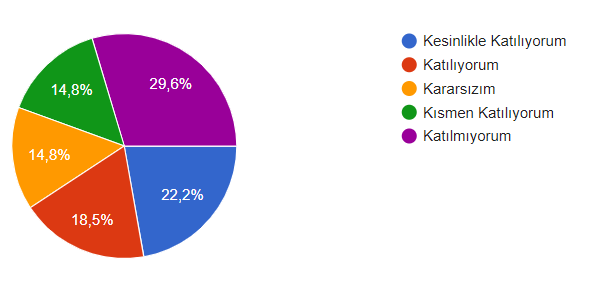 Kesinlikle Katılıyorum
Katılıyorum
Kararsızım
Kısmen Katılıyorum
Katılmıyorum
29,6%
14,8%
14,8%
18,5%
22,2%